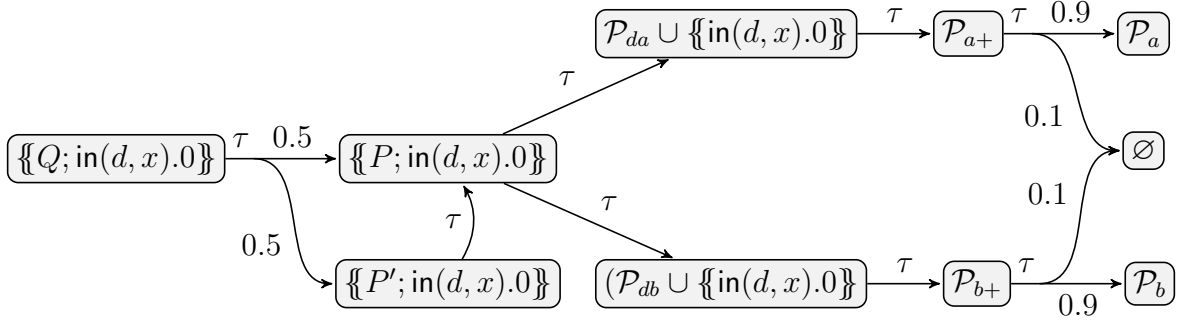 𝒫_{da} ∪ ⦃in(d, x).0⦄ τ 𝒫_{a+} τ 0.9 𝒫_a
τ
0.1
⦃Q; in(d, x).0⦄ τ 0.5 ⦃P; in(d, x).0⦄ ∅
τ τ 0.1
0.5
⦃P′; in(d, x).0⦄ (𝒫_{db} ∪ ⦃in(d, x).0⦄ τ 𝒫_{b+} τ 0.9 𝒫_b